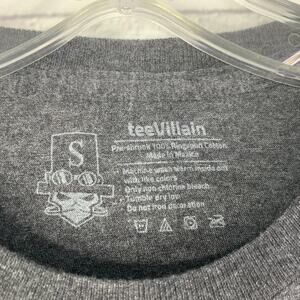 teeVillain
Pre-shrunk 100% Ringspun Cotton
Made in Mexico
S
• Machine wash warm inside out
with like colors
• Only non chlorine bleach
• Tumble dry low
Do not iron decoration